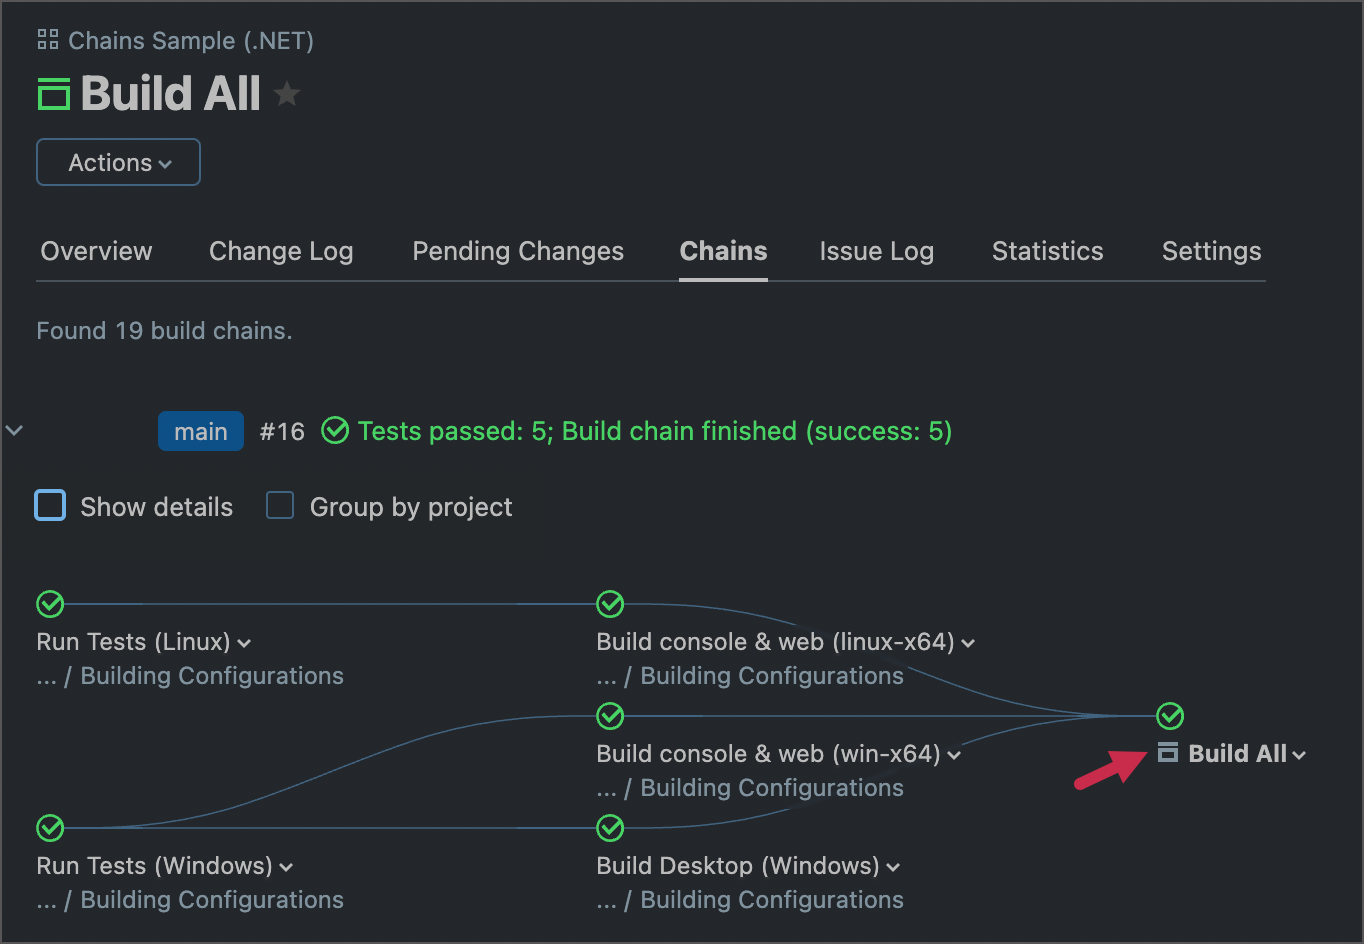 Chains Sample (.NET)
Build All
Actions
Overview Change Log Pending Changes Chains Issue Log Statistics Settings
Found 19 build chains.
main #16 Tests passed: 5; Build chain finished (success: 5)
Show details Group by project
Run Tests (Linux)
... / Building Configurations
Build console & web (linux-x64)
... / Building Configurations
Build console & web (win-x64)
... / Building Configurations
Build All
Run Tests (Windows)
... / Building Configurations
Build Desktop (Windows)
... / Building Configurations